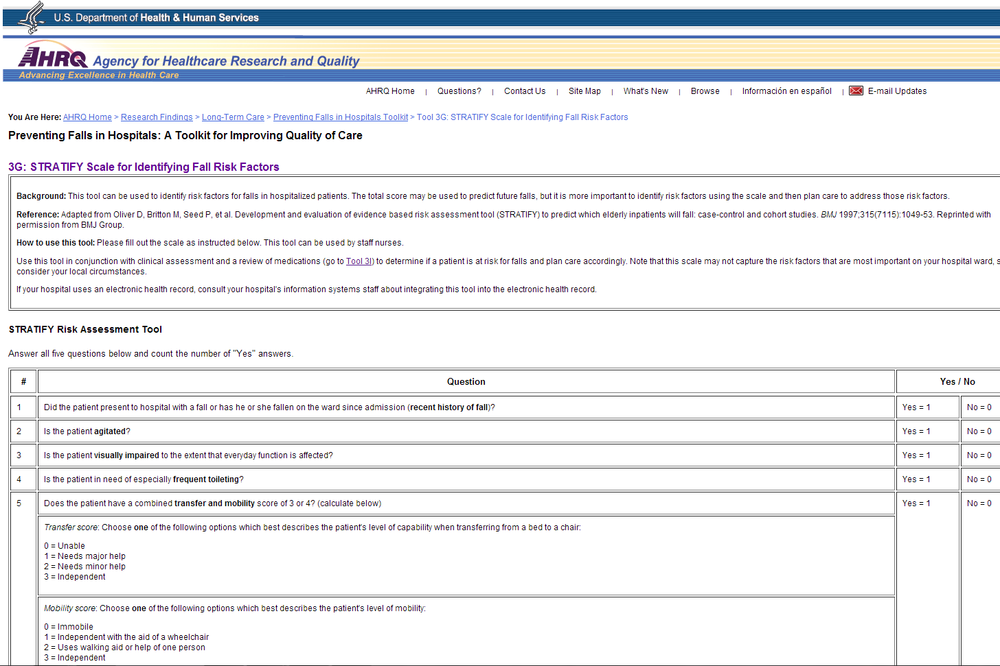 U.S. Department of Health & Human Services
AHRQ Agency for Healthcare Research and Quality
Advancing Excellence in Health Care
AHRQ Home | Questions? | Contact Us | Site Map | What's New | Browse | Información en español | E-mail Updates
You Are Here: AHRQ Home > Research Findings > Long-Term Care > Preventing Falls in Hospitals Toolkit > Tool 3G: STRATIFY Scale for Identifying Fall Risk Factors
Preventing Falls in Hospitals: A Toolkit for Improving Quality of Care
3G: STRATIFY Scale for Identifying Fall Risk Factors
Background: This tool can be used to identify risk factors for falls in hospitalized patients. The total score may be used to predict future falls, but it is more important to identify risk factors using the scale and then plan care to address those risk factors.
Reference: Adapted from Oliver D, Britton M, Seed P, et al. Development and evaluation of evidence based risk assessment tool (STRATIFY) to predict which elderly inpatients will fall: case-control and cohort studies. BMJ 1997;315(7115):1049-53. Reprinted with
permission from BMJ Group.
How to use this tool: Please fill out the scale as instructed below. This tool can be used by staff nurses.
Use this tool in conjunction with clinical assessment and a review of medications (go to Tool 3I) to determine if a patient is at risk for falls and plan care accordingly. Note that this scale may not capture the risk factors that are most important on your hospital ward, s
consider your local circumstances.
If your hospital uses an electronic health record, consult your hospital's information systems staff about integrating this tool into the electronic health record.
STRATIFY Risk Assessment Tool
Answer all five questions below and count the number of "Yes" answers.
# Question Yes / No
1 Did the patient present to hospital with a fall or has he or she fallen on the ward since admission (recent history of fall)? Yes = 1 No = 0
2 Is the patient agitated? Yes = 1 No = 0
3 Is the patient visually impaired to the extent that everyday function is affected? Yes = 1 No = 0
4 Is the patient in need of especially frequent toileting? Yes = 1 No = 0
5 Does the patient have a combined transfer and mobility score of 3 or 4? (calculate below) Yes = 1 No = 0
Transfer score: Choose one of the following options which best describes the patient's level of capability when transferring from a bed to a chair:
0 = Unable
1 = Needs major help
2 = Needs minor help
3 = Independent
Mobility score: Choose one of the following options which best describes the patient's level of mobility:
0 = Immobile
1 = Independent with the aid of a wheelchair
2 = Uses walking aid or help of one person
3 = Independent